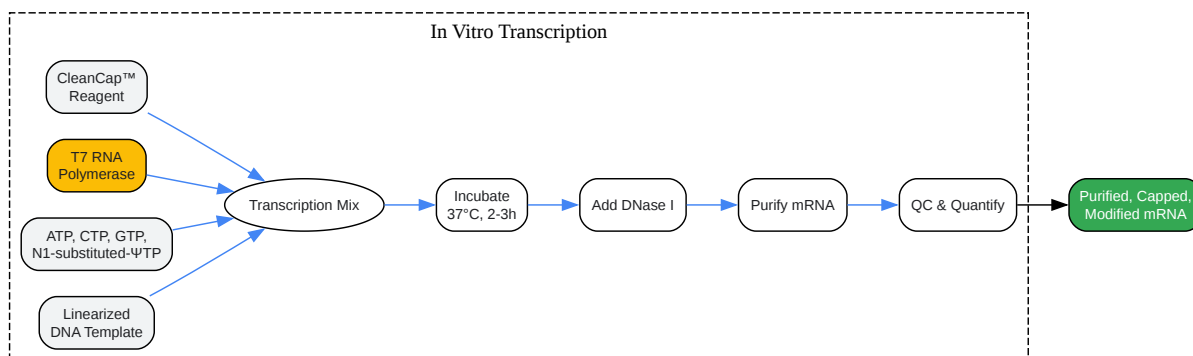 In Vitro Transcription
CleanCap™
Reagent
T7 RNA
Polymerase
ATP, CTP, GTP,
N1-substituted-ΨTP
Linearized
DNA Template
Transcription Mix
Incubate
37°C, 2-3h
Add DNase I
Purify mRNA
QC & Quantify
Purified, Capped,
Modified mRNA